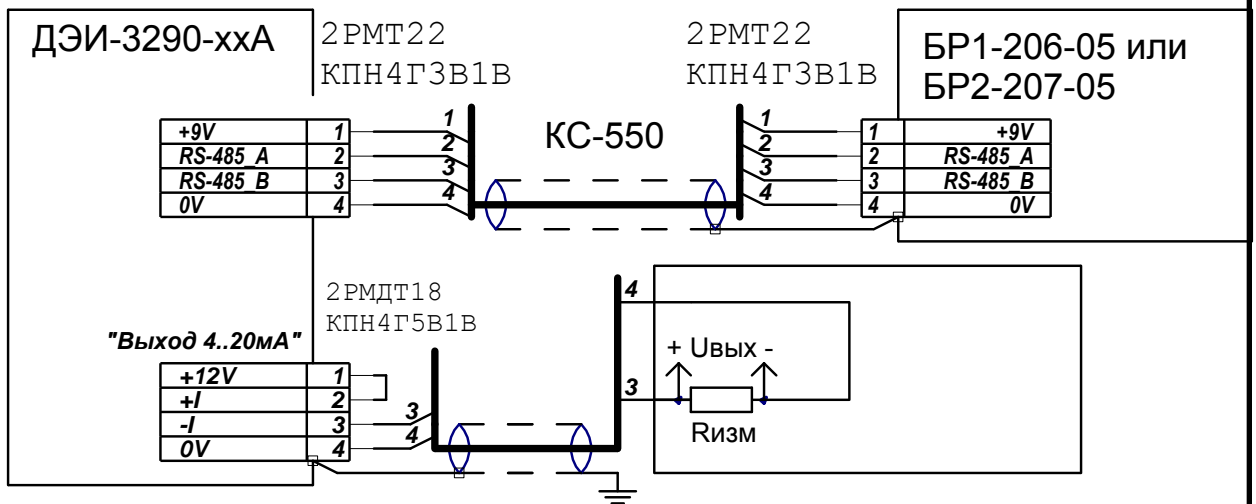 ДЭИ-3290-ххА
2РМТ22
КПН4Г3В1В
2РМТ22
КПН4Г3В1В
БР1-206-05 или
БР2-207-05
КС-550
+9V 1
RS-485_A 2
RS-485_B 3
0V 4
1
2
3
4
1
2
3
4
1 +9V
2 RS-485_A
3 RS-485_B
4 0V
2РМДТ18
КПН4Г5В1В
"Выход 4..20мА"
+12V 1
+I 2
-I 3
0V 4
3
4
4
3
+ Uвых -
Rизм